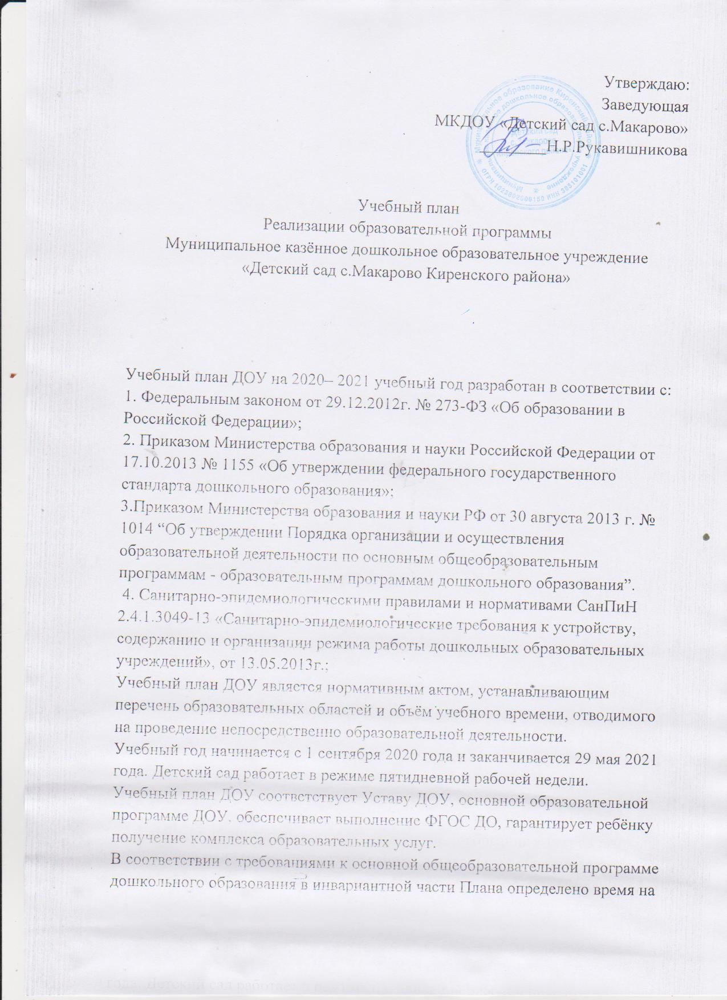 Утверждаю:
Заведующая
МКДОУ «Детский сад с.Макарово»
Н.Р.Рукавишникова
Учебный план
Реализации образовательной программы
Муниципальное казённое дошкольное образовательное учреждение
«Детский сад с.Макарово Киренского района»
Учебный план ДОУ на 2020– 2021 учебный год разработан в соответствии с:
1. Федеральным законом от 29.12.2012г. № 273-ФЗ «Об образовании в
Российской Федерации»;
2. Приказом Министерства образования и науки Российской Федерации от
17.10.2013 № 1155 «Об утверждении федерального государственного
стандарта дошкольного образования»;
3.Приказом Министерства образования и науки РФ от 30 августа 2013 г. №
1014 “Об утверждении Порядка организации и осуществления
образовательной деятельности по основным общеобразовательным
программам - образовательным программам дошкольного образования”.
4. Санитарно-эпидемиологическими правилами и нормативами СанПиН
2.4.1.3049-13 «Санитарно-эпидемиологические требования к устройству,
содержанию и организации режима работы дошкольных образовательных
учреждений», от 13.05.2013г.;
Учебный план ДОУ является нормативным актом, устанавливающим
перечень образовательных областей и объём учебного времени, отводимого
на проведение непосредственно образовательной деятельности.
Учебный год начинается с 1 сентября 2020 года и заканчивается 29 мая 2021
года. Детский сад работает в режиме пятидневной рабочей недели.
Учебный план ДОУ соответствует Уставу ДОУ, основной образовательной
программе ДОУ, обеспечивает выполнение ФГОС ДО, гарантирует ребёнку
получение комплекса образовательных услуг.
В соответствии с требованиями к основной общеобразовательной программе
дошкольного образования в инвариантной части Плана определено время на